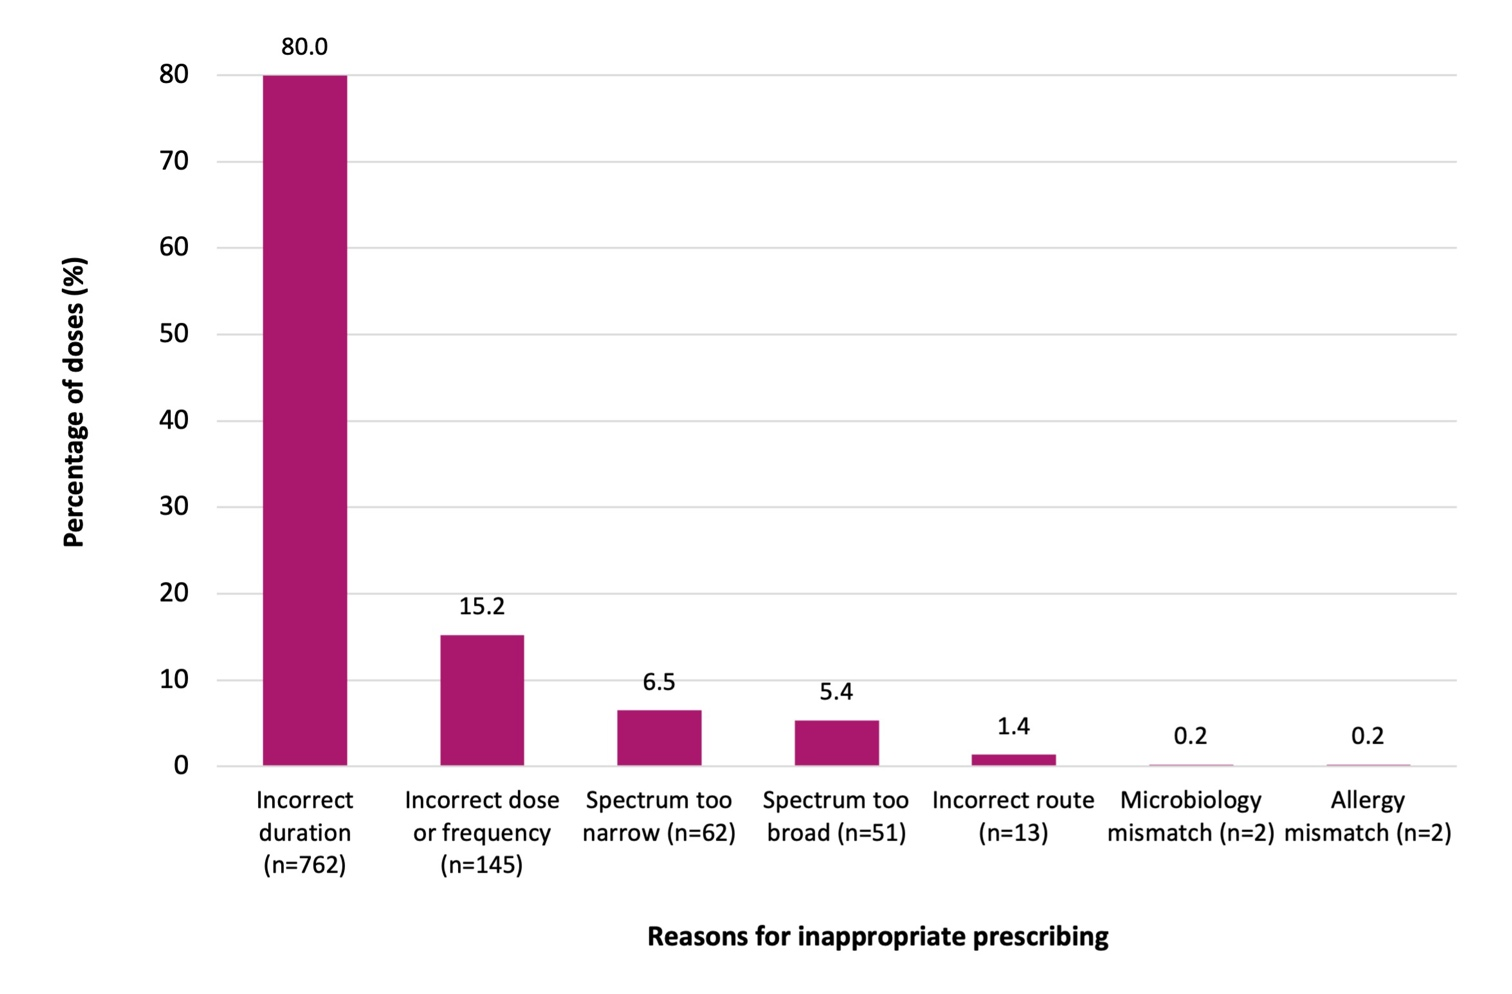 80.0
80
70
60
50
40
30
20
10
0
Percentage of doses (%)
15.2
6.5
5.4
1.4
0.2
0.2
Incorrect
duration
(n=762)
Incorrect dose
or frequency
(n=145)
Spectrum too
narrow (n=62)
Spectrum too
broad (n=51)
Incorrect route
(n=13)
Microbiology
mismatch (n=2)
Allergy
mismatch (n=2)
Reasons for inappropriate prescribing